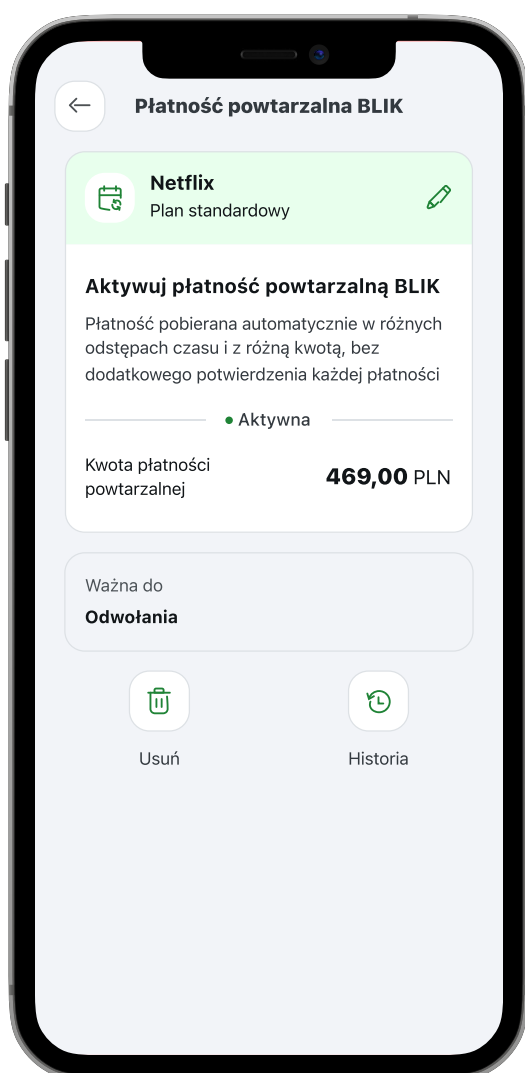 Płatność powtarzalna BLIK
Netflix
Plan standardowy
Aktywuj płatność powtarzalną BLIK
Płatność pobierana automatycznie w różnych
odstępach czasu i z różną kwotą, bez
dodatkowego potwierdzenia każdej płatności
Aktywna
Kwota płatności
powtarzalnej
469,00 PLN
Ważna do
Odwołania
Usuń
Historia